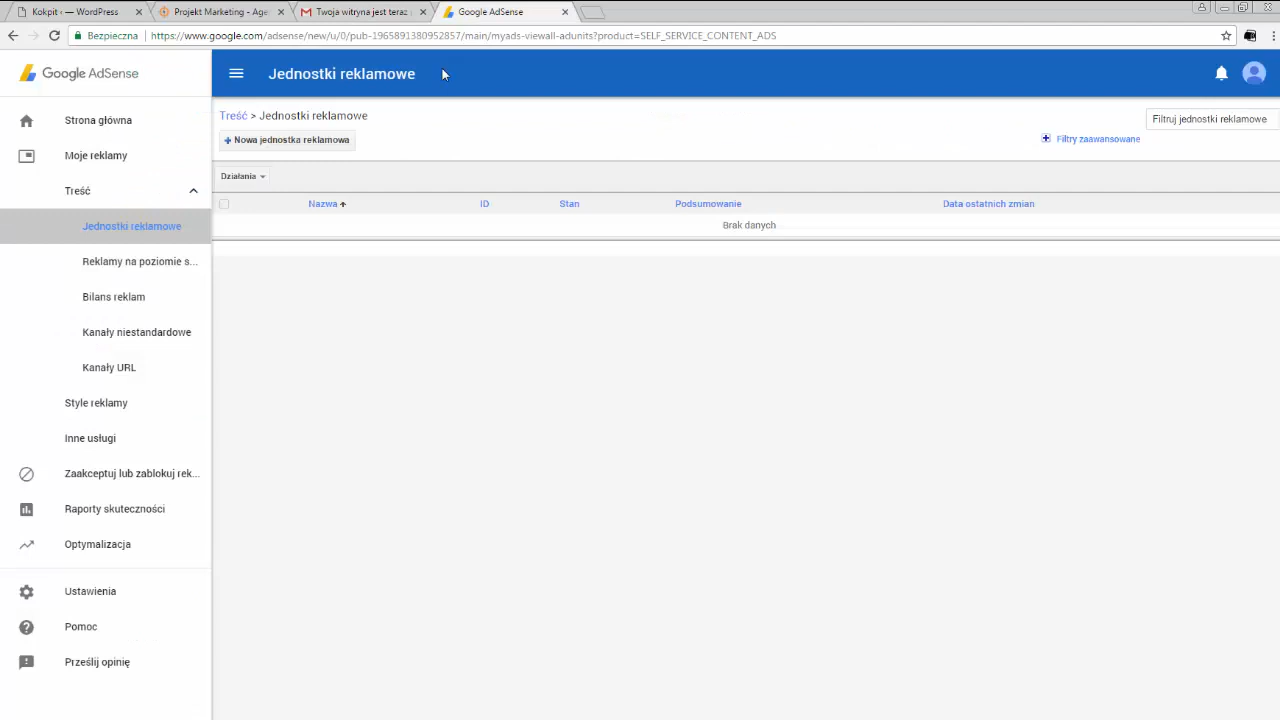 Kokpit ‹ — WordPress
Projekt Marketing - Age
Twoja witryna jest teraz
Google AdSense
Bezpieczna
https://www.google.com/adsense/new/u/0/pub-1965891380952857/main/myads-viewall-adunits?product=SELF_SERVICE_CONTENT_ADS
Google AdSense
Jednostki reklamowe
Strona główna
Moje reklamy
Treść
Jednostki reklamowe
Reklamy na poziomie s...
Bilans reklam
Kanały niestandardowe
Kanały URL
Style reklamy
Inne usługi
Zaakceptuj lub zablokuj rek...
Raporty skuteczności
Optymalizacja
Ustawienia
Pomoc
Prześlij opinię
Treść > Jednostki reklamowe
Filtruj jednostki reklamowe
+ Nowa jednostka reklamowa
Filtry zaawansowane
Działania
Nazwa ID Stan Podsumowanie Data ostatnich zmian
Brak danych